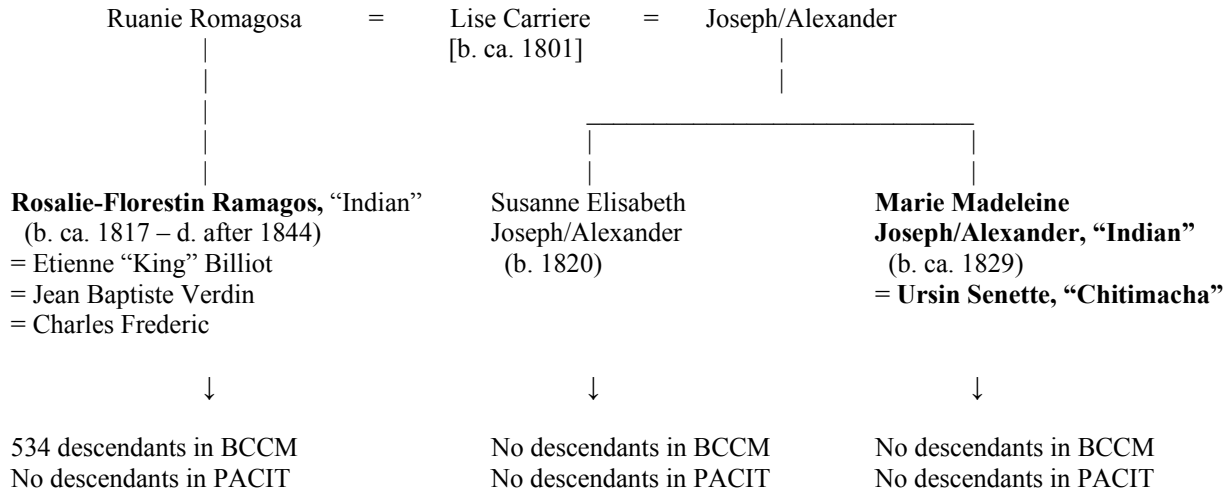 Ruanie Romagosa = Lise Carriere = Joseph/Alexander
[b. ca. 1801]
Rosalie-Florestin Ramagos, “Indian” Susanne Elisabeth Marie Madeleine
(b. ca. 1817 – d. after 1844) Joseph/Alexander Joseph/Alexander, “Indian”
= Etienne “King” Billiot (b. 1820) (b. ca. 1829)
= Jean Baptiste Verdin = Ursin Senette, “Chitimacha”
= Charles Frederic
↓ ↓ ↓
534 descendants in BCCM No descendants in BCCM No descendants in BCCM
No descendants in PACIT No descendants in PACIT No descendants in PACIT